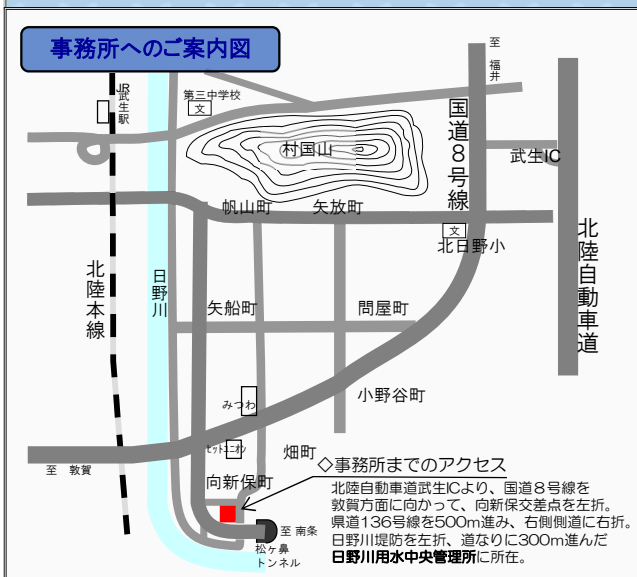 事務所へのご案内図
至 福井
JR武生駅
第三中学校
文
国道8号線
村国山
武生IC
帆山町
矢放町
文
北日野小
北陸自動車道
日野川
北陸本線
矢船町
問屋町
小野谷町
みつわ
ヒットユニオン
畑町
至 敦賀
向新保町
◇事務所までのアクセス
北陸自動車道武生ICより、国道8号線を
敦賀方面に向かって、向新保交差点を左折。
県道136号線を500m進み、右側側道に右折。
日野川堤防を左折、道なりに300m進んだ
日野川用水中央管理所に所在。
至 南条
松ヶ鼻
トンネル